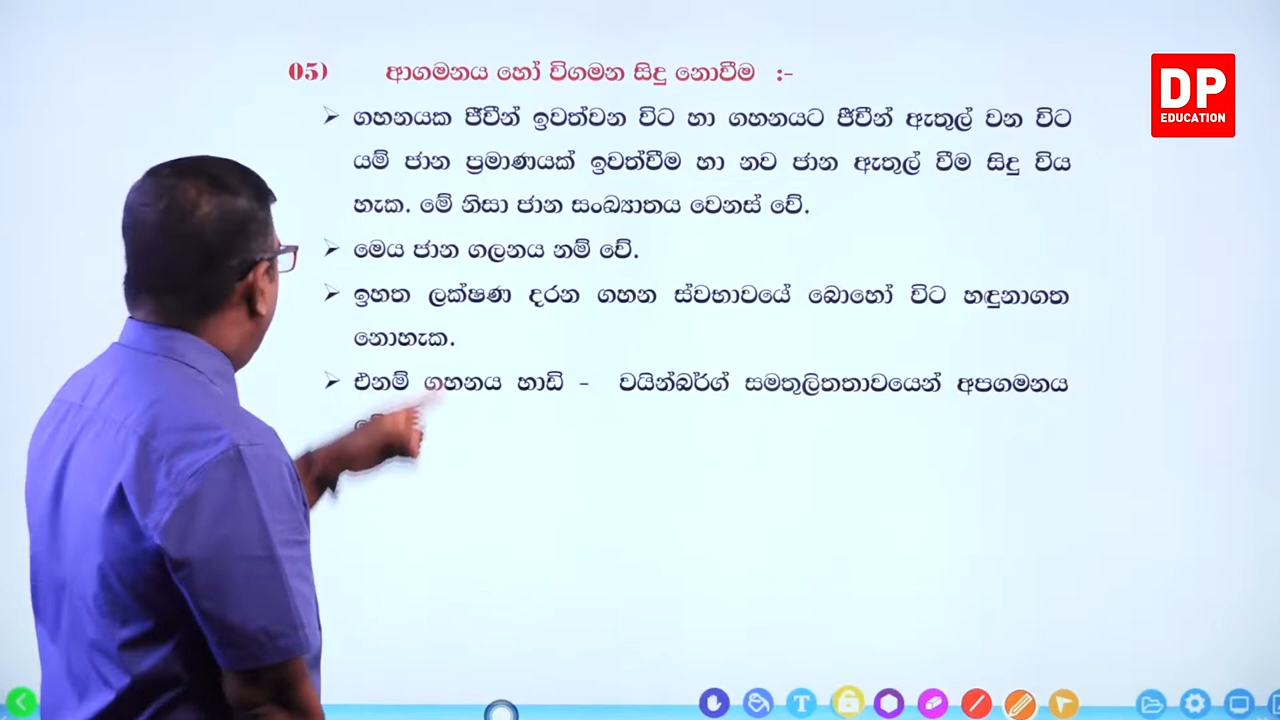 05) ආගමනය හෝ විගමන සිදු නොවීම :-
DP
EDUCATION
➢ ගහනයක ජීවීන් ඉවත්වන විට හා ගහනයට ජීවීන් ඇතුල් වන විට
යම් ජාන ප්‍රමාණයක් ඉවත්වීම හා නව ජාන ඇතුල් වීම සිදු විය
හැක. මේ නිසා ජාන සංඛ්‍යාතය වෙනස් වේ.
➢ මෙය ජාන ගලනය නම් වේ.
➢ ඉහත ලක්ෂණ දරන ගහන ස්වභාවයේ බොහෝ විට හඳුනාගත
නොහැක.
➢ එනම් ගහනය හාඩි - වයින්බර්ග් සමතුලිතතාවයෙන් අපගමනය